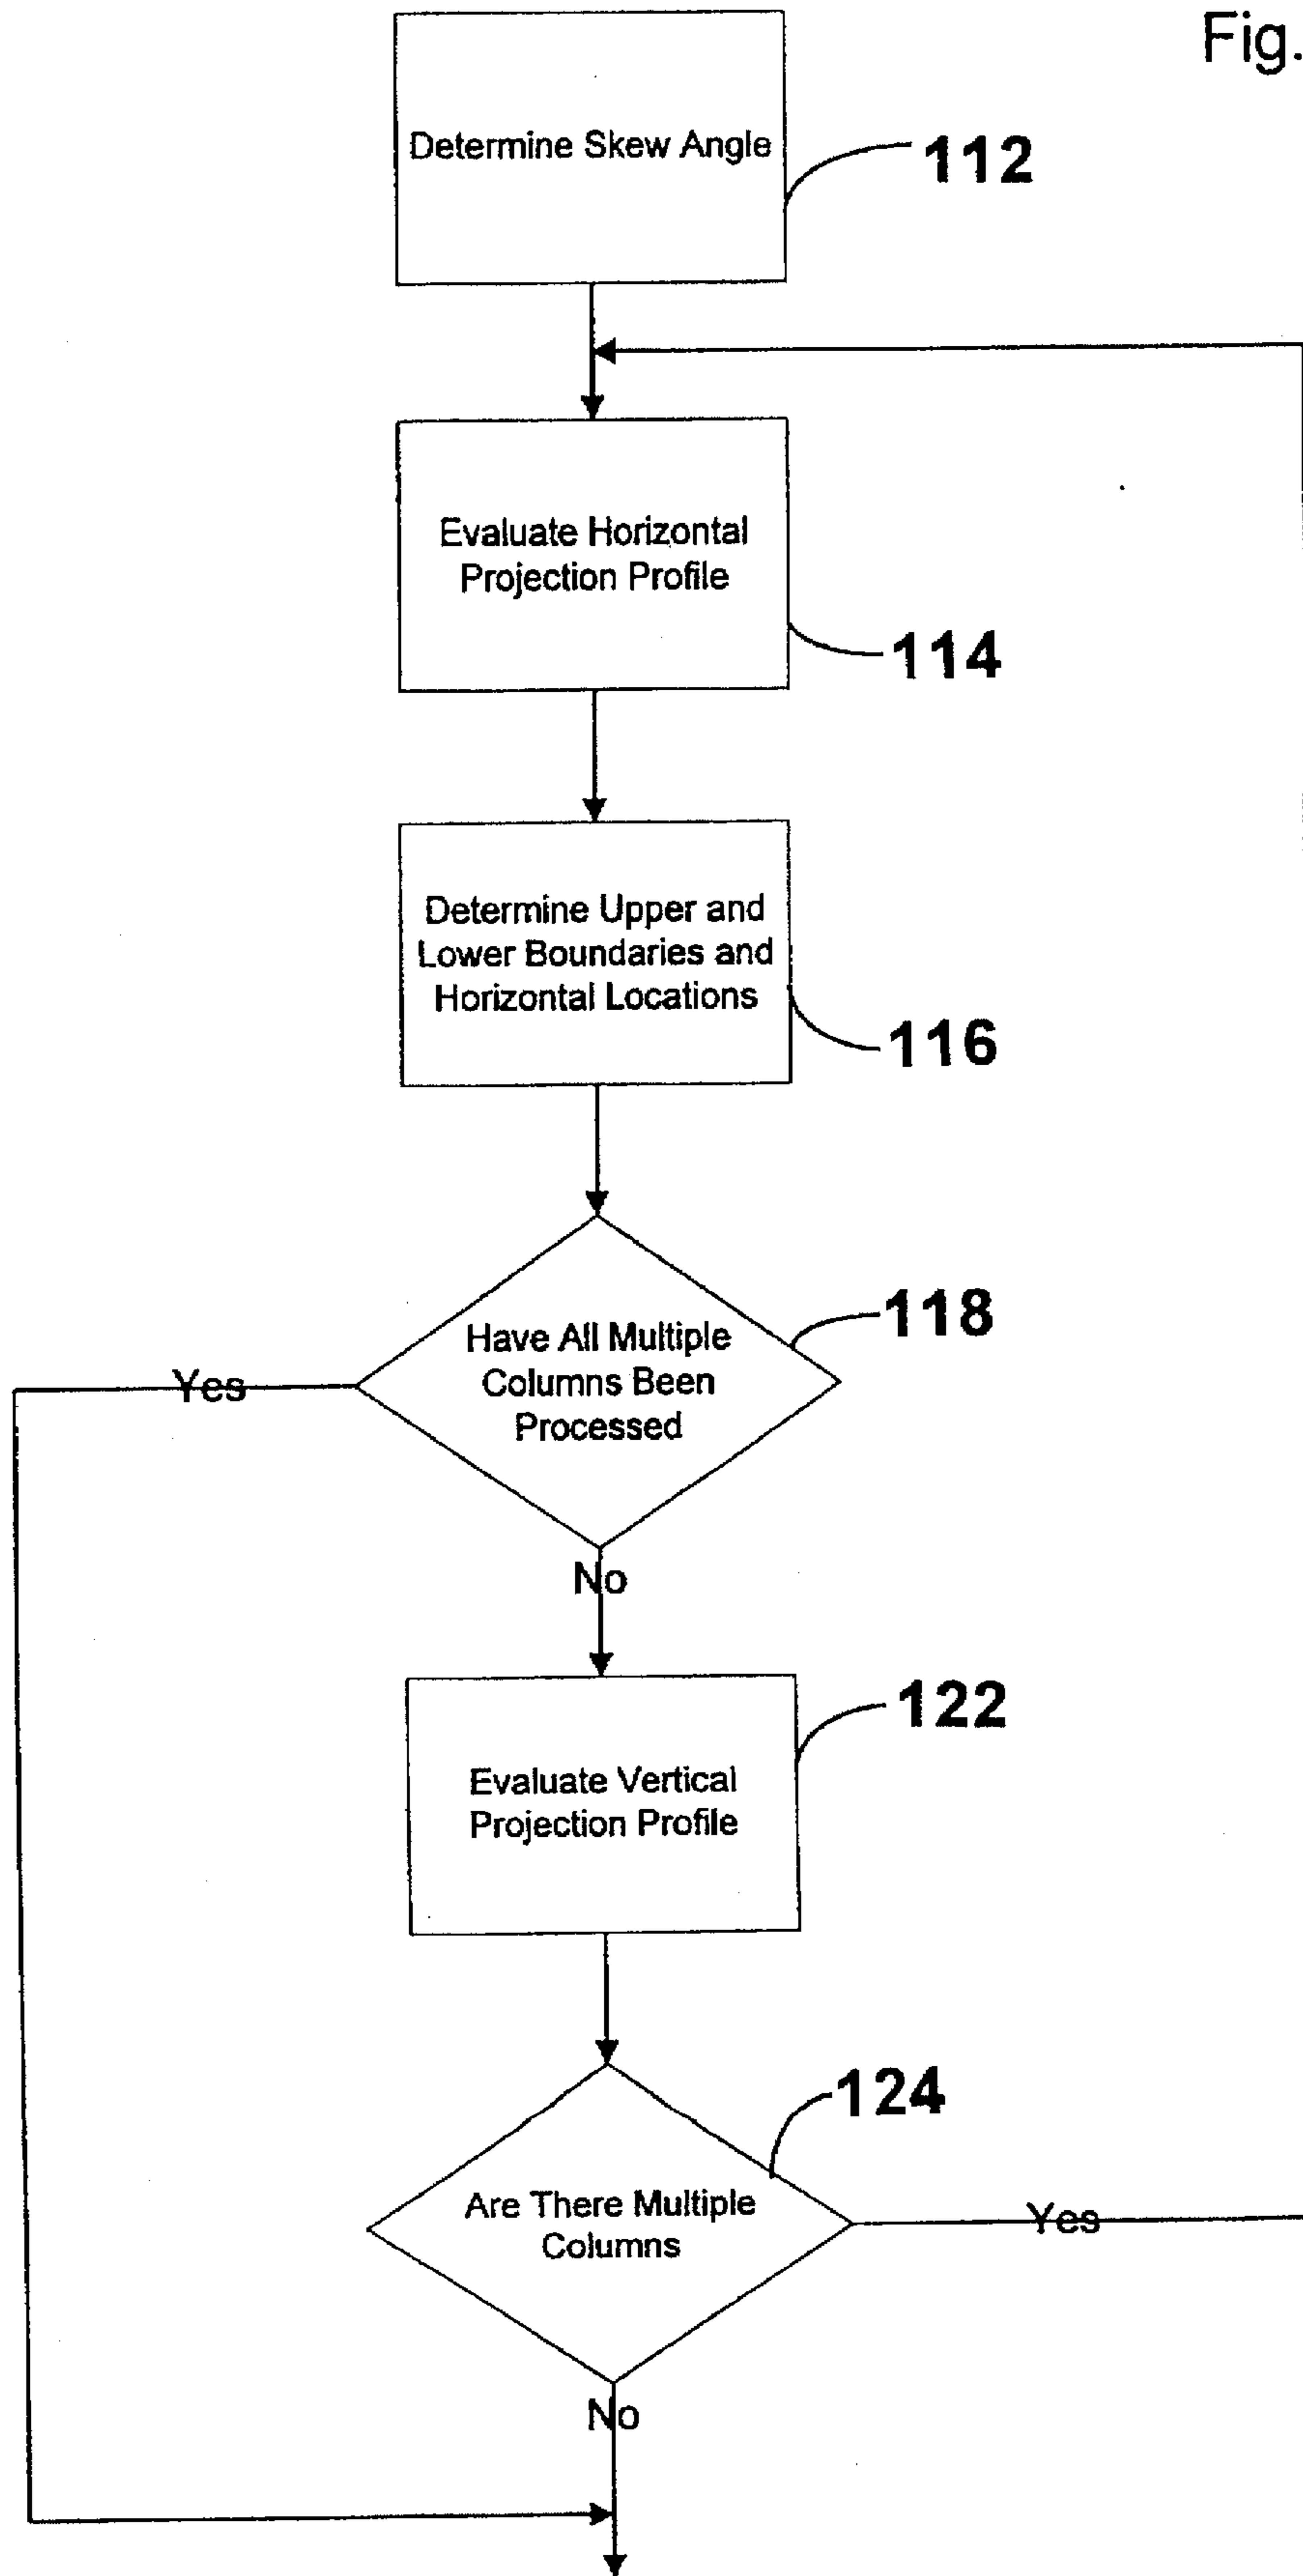 Fig.
Determine Skew Angle
112
Evaluate Horizontal
Projection Profile
114
Determine Upper and
Lower Boundaries and
Horizontal Locations
116
Have All Multiple
Columns Been
Processed
118
Yes
No
Evaluate Vertical
Projection Profile
122
Are There Multiple
Columns
124
Yes
No